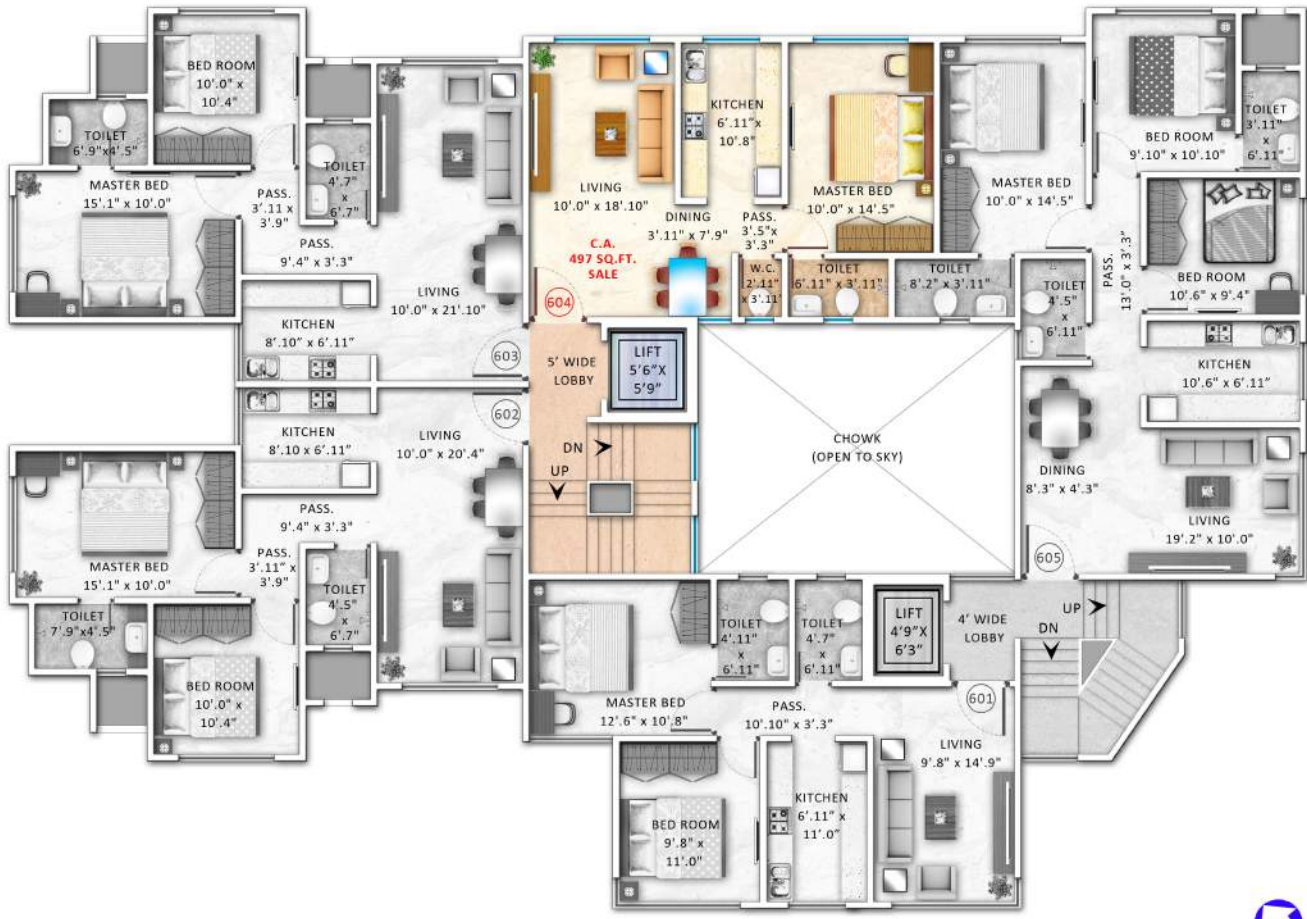 BED ROOM
10'.0" x
10'.4"
TOILET
6'.9"x4'.5"
MASTER BED
15'.1" x 10'.0"
PASS.
3'.11 x
3'.9"
TOILET
4'.7"
x
6'.7"
PASS.
9'.4" x 3'.3"
LIVING
10'.0" x 21'.10"
KITCHEN
8'.10" x 6'.11"
603
LIVING
10'.0" x 18'.10"
C.A.
497 SQ.FT.
SALE
604
KITCHEN
6'.11"x
10'.8"
DINING
3'.11" x 7'.9"
PASS.
3'.5"x
3'.3"
MASTER BED
10'.0" x 14'.5"
W.C.
2'.11"
x 3'.11"
TOILET
6'.11" x 3'.11"
MASTER BED
10'.0" x 14'.5"
TOILET
8'.2" x 3'.11"
BED ROOM
9'.10" x 10'.10"
TOILET
3'.11"
x
6'.11"
PASS.
13'.0" x 3'.3"
BED ROOM
10'.6" x 9'.4"
TOILET
4'.5"
x
6'.11"
KITCHEN
10'.6" x 6'.11"
DINING
8'.3" x 4'.3"
LIVING
19'.2" x 10'.0"
605
5' WIDE
LOBBY
LIFT
5'6"X
5'9"
DN
UP
CHOWK
(OPEN TO SKY)
602
KITCHEN
8'.10 x 6'.11"
LIVING
10'.0" x 20'.4"
PASS.
9'.4" x 3'.3"
PASS.
3'.11" x
3'.9"
MASTER BED
15'.1" x 10'.0"
TOILET
7'.9"x4'.5"
TOILET
4'.5"
x
6'.7"
BED ROOM
10'.0" x
10'.4"
TOILET
4'.11"
x
6'.11"
TOILET
4'.7"
x
6'.11"
LIFT
4'9"X
6'3"
4' WIDE
LOBBY
UP
DN
MASTER BED
12'.6" x 10'.8"
PASS.
10'.10" x 3'.3"
601
LIVING
9'.8" x 14'.9"
BED ROOM
9'.8" x
11'.0"
KITCHEN
6'.11" x
11'.0"